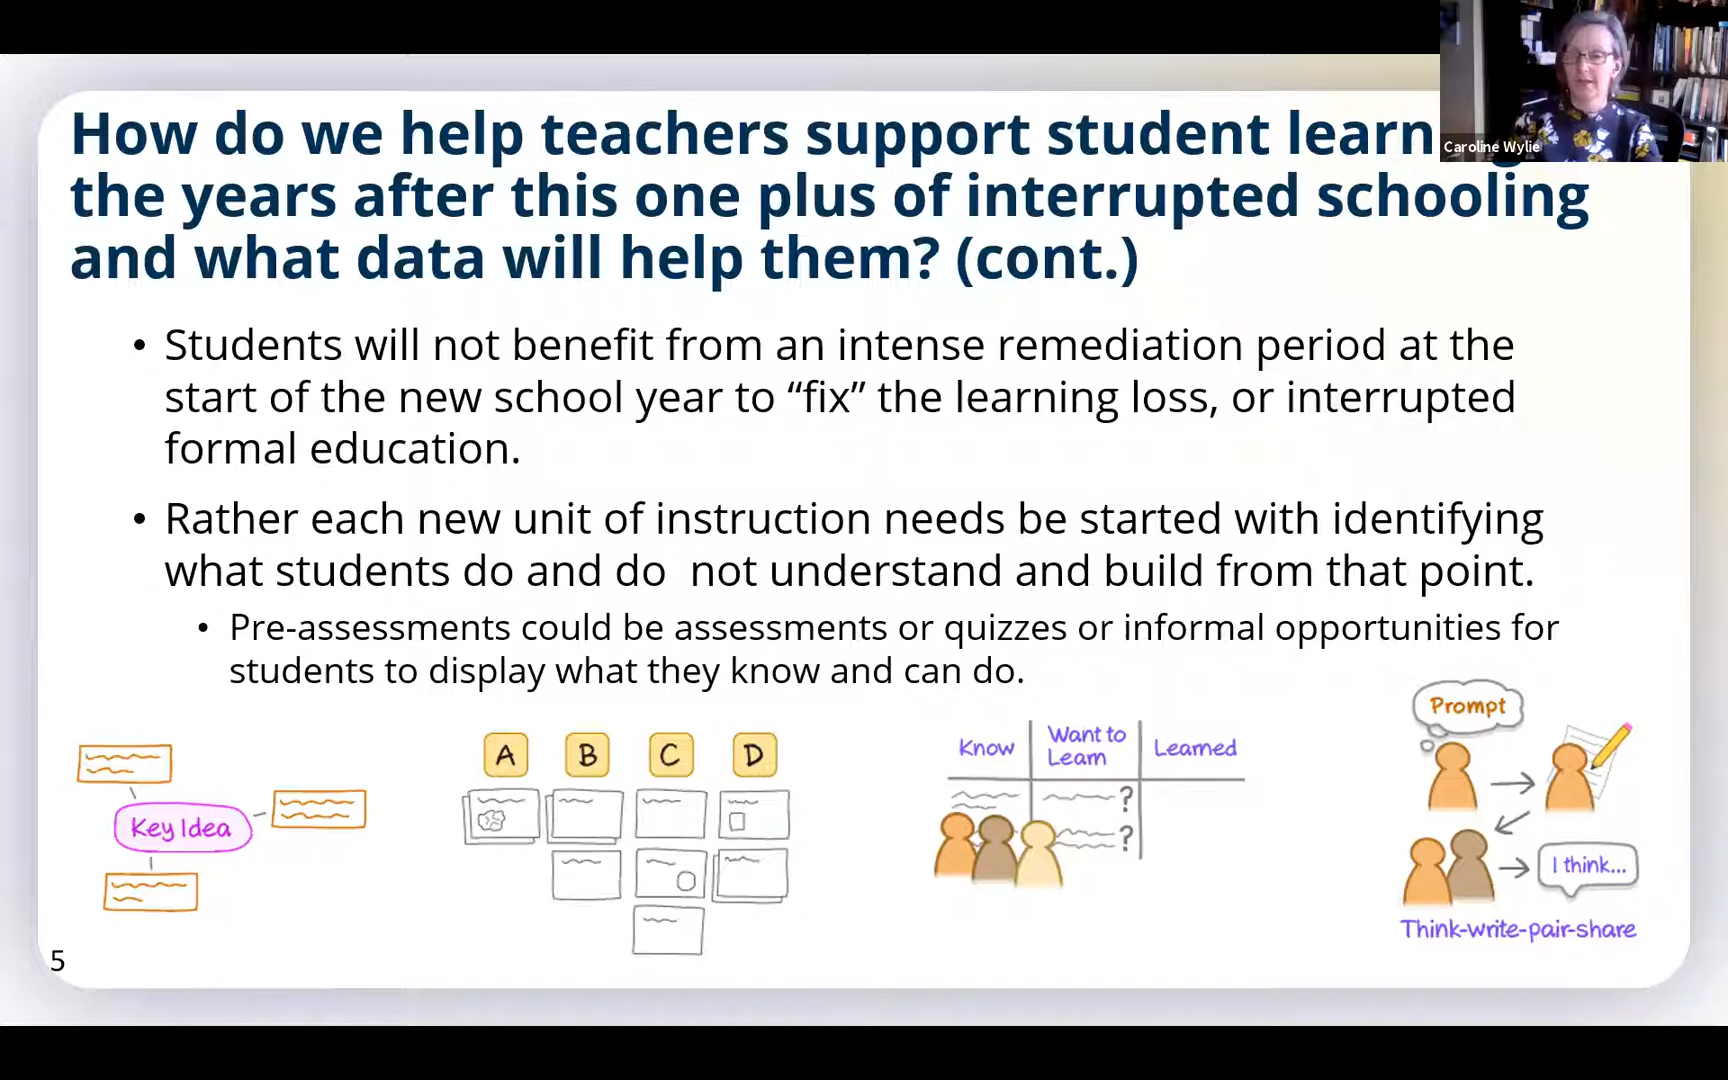 How do we help teachers support student learn
the years after this one plus of interrupted schooling
and what data will help them? (cont.)
Caroline Wylie
• Students will not benefit from an intense remediation period at the
start of the new school year to “fix” the learning loss, or interrupted
formal education.
• Rather each new unit of instruction needs be started with identifying
what students do and do  not understand and build from that point.
• Pre-assessments could be assessments or quizzes or informal opportunities for
students to display what they know and can do.
Key Idea
A B C D
Know Want to Learn Learned
?
?
Prompt
I think...
Think-write-pair-share
5